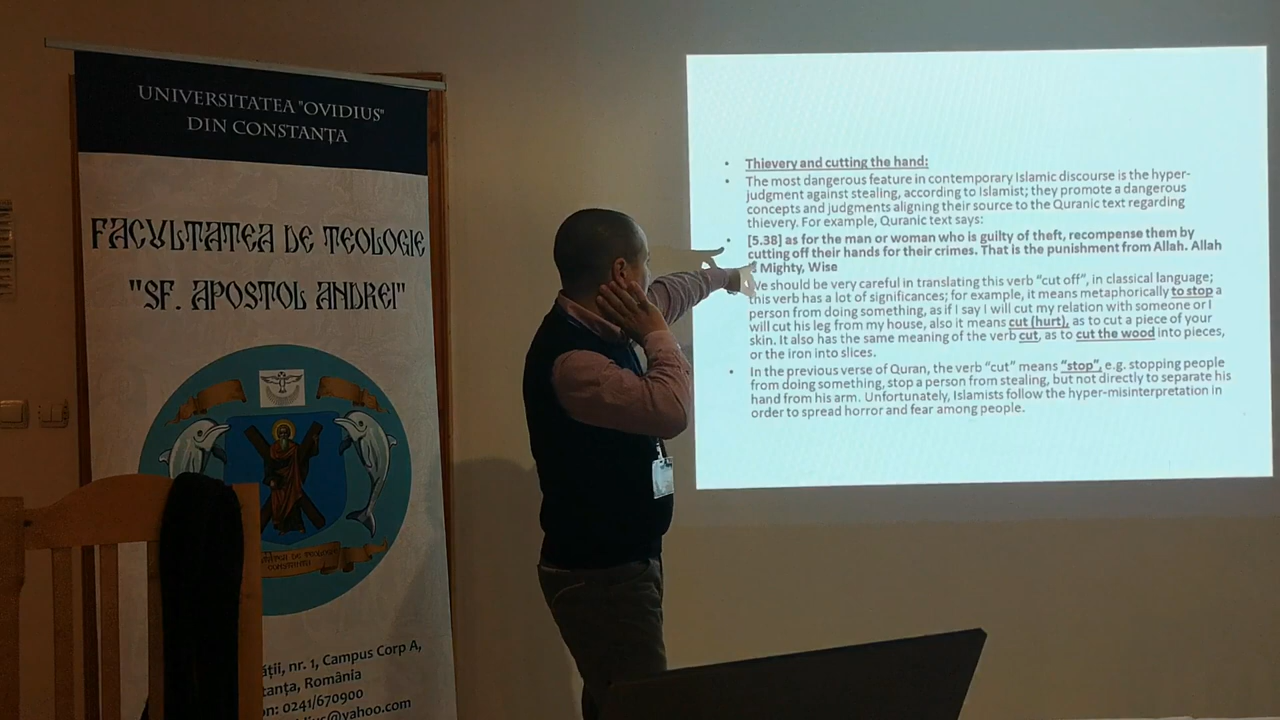 UNIVERSITATEA "OVIDIUS"
DIN CONSTANȚA
FACULTATEA DE TEOLOGIE
"SF. APOSTOL ANDREI"
ății, nr. 1, Campus Corp A,
tanța, România
on: 0241/670900
dius@yahoo.com
• Thievery and cutting the hand:
• The most dangerous feature in contemporary Islamic discourse is the hyper-
judgment against stealing, according to Islamist; they promote a dangerous
concepts and judgments aligning their source to the Quranic text regarding
thievery. For example, Quranic text says:
• [5.38] as for the man or woman who is guilty of theft, recompense them by
cutting off their hands for their crimes. That is the punishment from Allah. Allah
Mighty, Wise
We should be very careful in translating this verb "cut off", in classical language;
this verb has a lot of significances; for example, it means metaphorically to stop a
person from doing something, as if I say I will cut my relation with someone or I
will cut his leg from my house, also it means cut (hurt), as to cut a piece of your
skin. It also has the same meaning of the verb cut, as to cut the wood into pieces,
or the iron into slices.
• In the previous verse of Quran, the verb "cut" means "stop", e.g. stopping people
from doing something, stop a person from stealing, but not directly to separate his
hand from his arm. Unfortunately, Islamists follow the hyper-misinterpretation in
order to spread horror and fear among people.